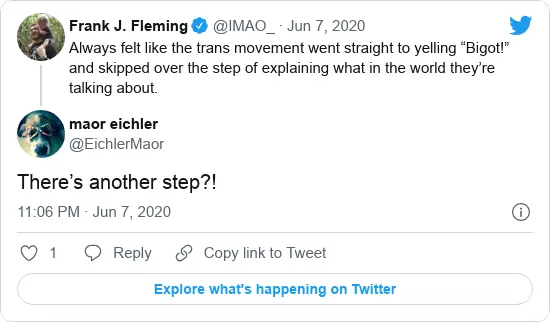 Frank J. Fleming @IMAO_ · Jun 7, 2020
Always felt like the trans movement went straight to yelling “Bigot!”
and skipped over the step of explaining what in the world they’re
talking about.
maor eichler
@EichlerMaor
There’s another step?!
11:06 PM · Jun 7, 2020
1 Reply Copy link to Tweet
Explore what's happening on Twitter